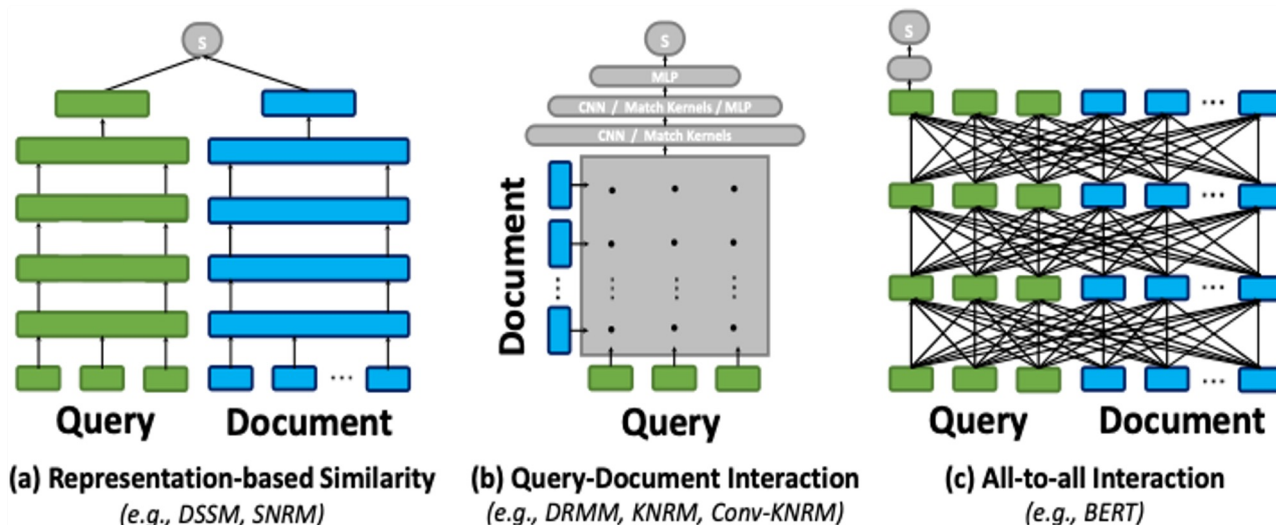 S
Query
Document
(a) Representation-based Similarity
(e.g., DSSM, SNRM)
S
MLP
CNN / Match Kernels / MLP
CNN / Match Kernels
Document
Query
(b) Query-Document Interaction
(e.g., DRMM, KNRM, Conv-KNRM)
S
Query
Document
(c) All-to-all Interaction
(e.g., BERT)